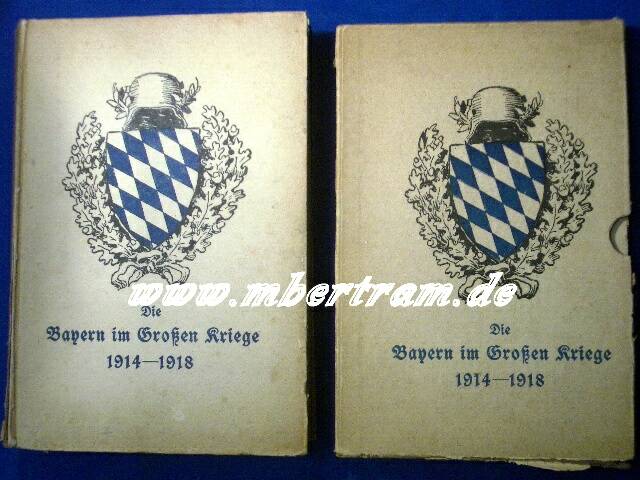 Die
Bayern im Großen Kriege
1914—1918
Die
Bayern im Großen Kriege
1914—1918
www.mbertram.de